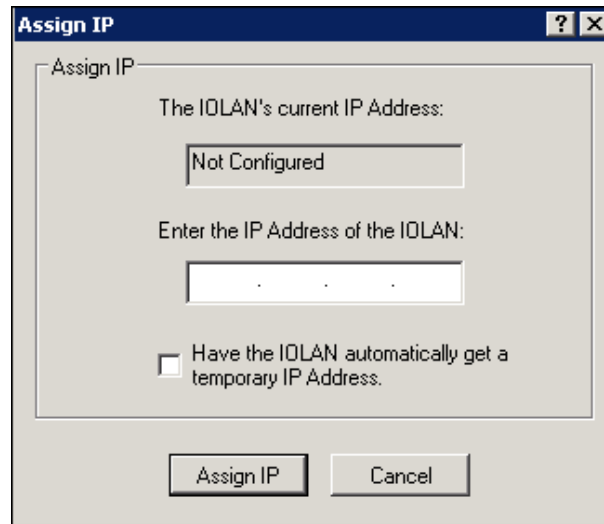 Assign IP
Assign IP
The IOLAN's current IP Address:
Not Configured
Enter the IP Address of the IOLAN:
. . .
Have the IOLAN automatically get a
temporary IP Address.
Assign IP Cancel